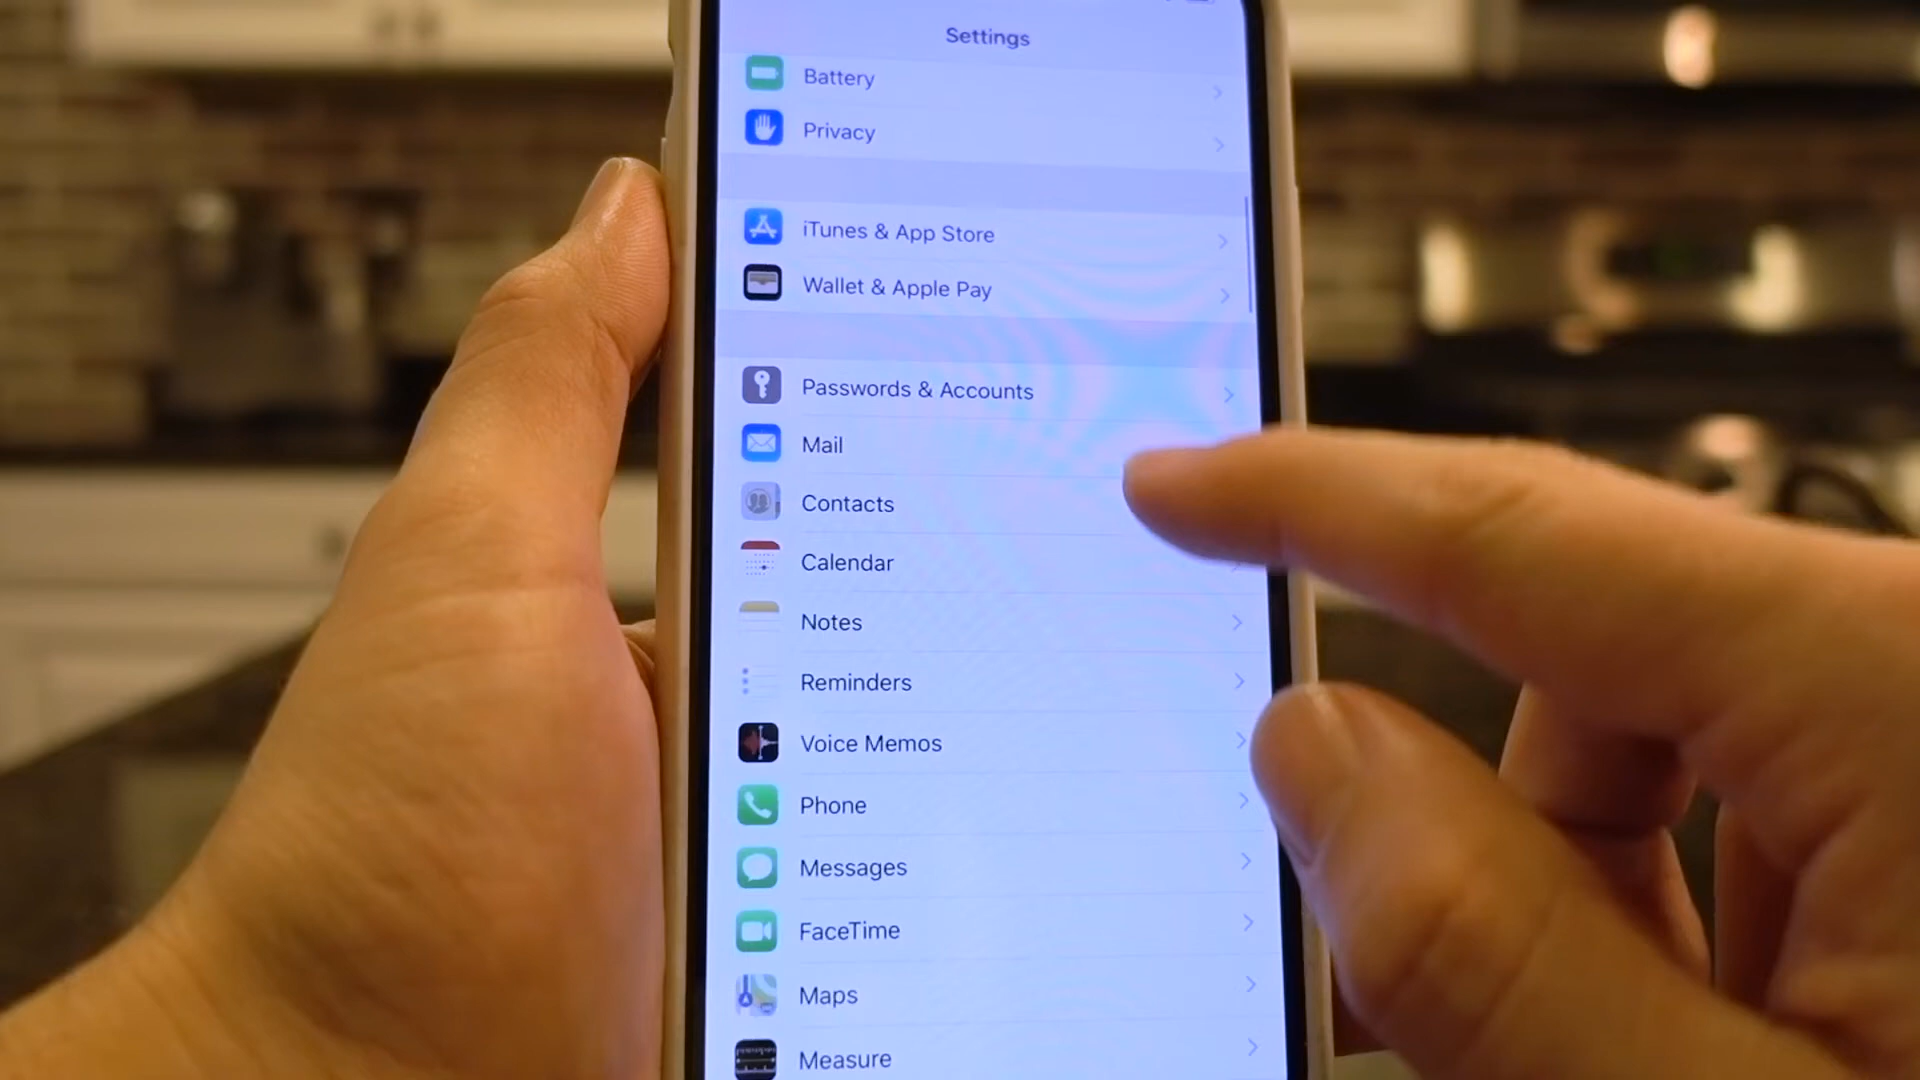 Settings
Battery
Privacy
iTunes & App Store
Wallet & Apple Pay
Passwords & Accounts
Mail
Contacts
Calendar
Notes
Reminders
Voice Memos
Phone
Messages
FaceTime
Maps
Measure